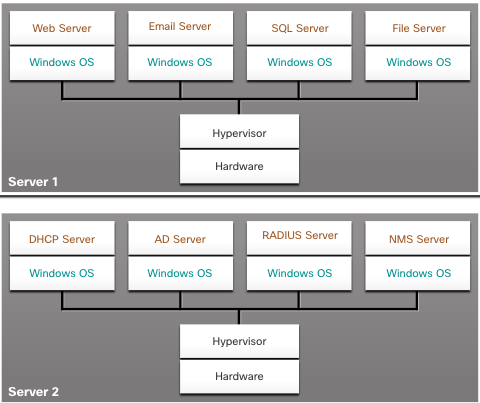 Web Server
Email Server
SQL Server
File Server
Windows OS
Windows OS
Windows OS
Windows OS
Hypervisor
Hardware
Server 1
DHCP Server
AD Server
RADIUS Server
NMS Server
Windows OS
Windows OS
Windows OS
Windows OS
Hypervisor
Hardware
Server 2